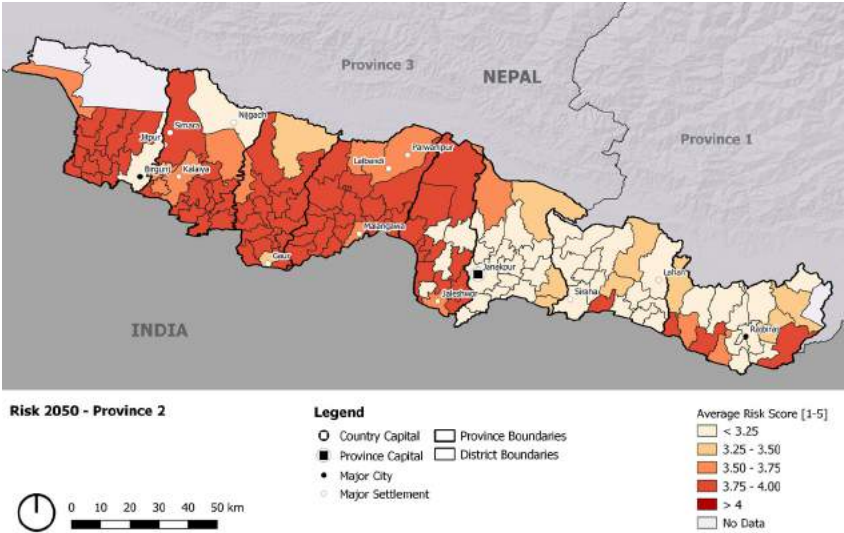 Province 3
NEPAL
Province 1
Nijgadh
Simara
Jitpur
Parwanipur
Lalbandi
Birgunj
Kalaiya
Malangawa
Gaur
Janakpur
Lahan
Jaleshwor
Siraha
Rajbiraj
INDIA
Risk 2050 - Province 2
Legend
Country Capital
Province Boundaries
Province Capital
District Boundaries
Major City
Major Settlement
0 10 20 30 40 50 km
Average Risk Score [1-5]
< 3.25
3.25 - 3.50
3.50 - 3.75
3.75 - 4.00
> 4
No Data